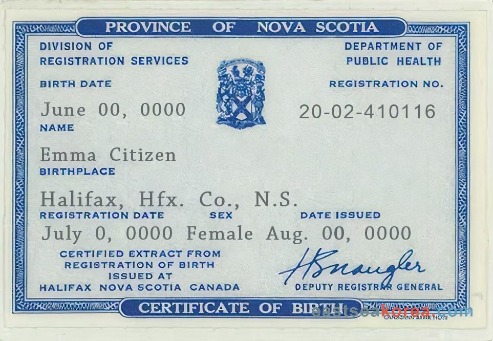 PROVINCE OF NOVA SCOTIA
DIVISION OF DEPARTMENT OF
REGISTRATION SERVICES PUBLIC HEALTH
BIRTH DATE REGISTRATION NO.
June 00, 0000 20-02-410116
NAME
Emma Citizen
BIRTHPLACE
Halifax, Hfx. Co., N.S.
REGISTRATION DATE SEX DATE ISSUED
July 0, 0000 Female Aug. 00, 0000
CERTIFIED EXTRACT FROM
REGISTRATION OF BIRTH
ISSUED AT
HALIFAX NOVA SCOTIA CANADA
DEPUTY REGISTRAR GENERAL
CERTIFICATE OF BIRTH
eastseakorea.com